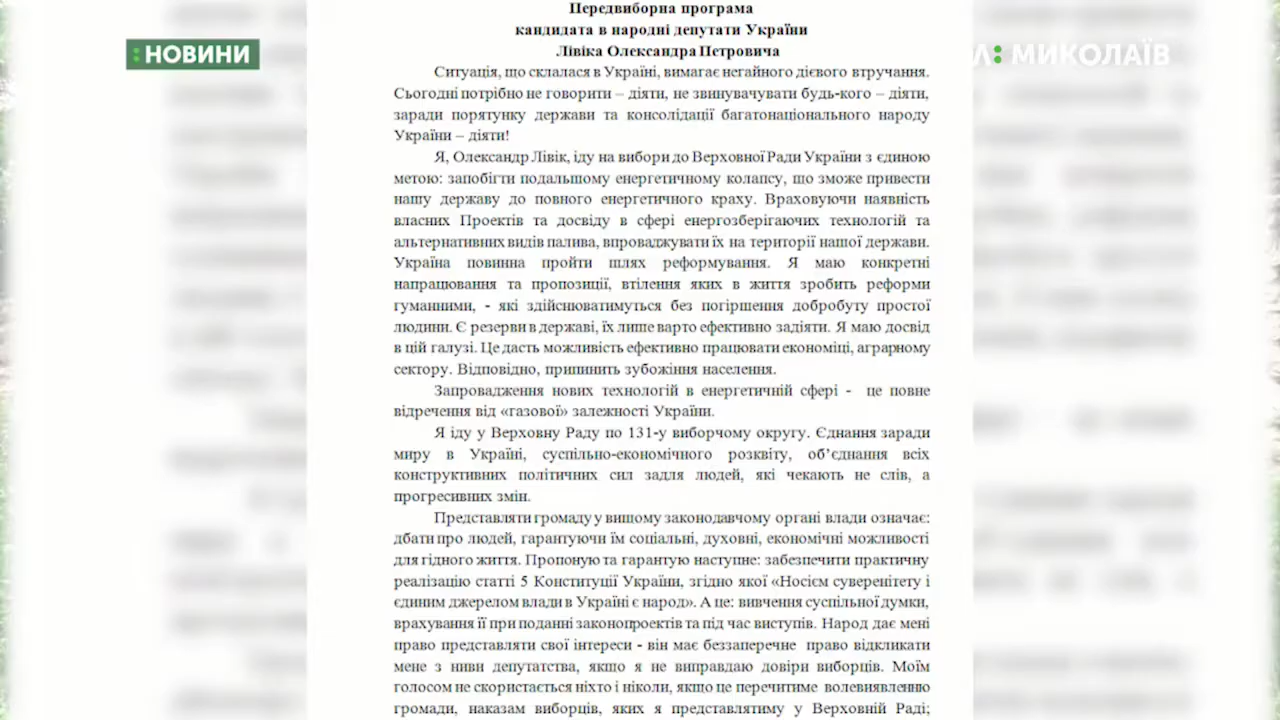 Передвиборна програма
кандидата в народні депутати України
Лівіка Олександра Петровича
:НОВИНИ
Л: МИКОЛАЇВ
Ситуація, що склалася в Україні, вимагає негайного дієвого втручання.
Сьогодні потрібно не говорити – діяти, не звинувачувати будь-кого – діяти,
заради порятунку держави та консолідації багатонаціонального народу
України – діяти!
Я, Олександр Лівік, іду на вибори до Верховної Ради України з єдиною
метою: запобігти подальшому енергетичному колапсу, що зможе привести
нашу державу до повного енергетичного краху. Враховуючи наявність
власних Проектів та досвіду в сфері енергозберігаючих технологій та
альтернативних видів палива, впроваджувати їх на території нашої держави.
Україна повинна пройти шлях реформування. Я маю конкретні
напрацювання та пропозиції, втілення яких в життя зробить реформи
гуманними, - які здійснюватимуться без погіршення добробуту простої
людини. Є резерви в державі, їх лише варто ефективно задіяти. Я маю досвід
в цій галузі. Це дасть можливість ефективно працювати економіці, аграрному
сектору. Відповідно, припинить зубожіння населення.
Запровадження нових технологій в енергетичній сфері - це повне
відречення від «газової» залежності України.
Я іду у Верховну Раду по 131-у виборчому округу. Єднання заради
миру в Україні, суспільно-економічного розквіту, об’єднання всіх
конструктивних політичних сил задля людей, які чекають не слів, а
прогресивних змін.
Представляти громаду у вищому законодавчому органі влади означає:
дбати про людей, гарантуючи їм соціальні, духовні, економічні можливості
для гідного життя. Пропоную та гарантую наступне: забезпечити практичну
реалізацію статті 5 Конституції України, згідно якої «Носієм суверенітету і
єдиним джерелом влади в Україні є народ». А це: вивчення суспільної думки,
врахування її при поданні законопроектів та під час виступів. Народ дає мені
право представляти свої інтереси - він має беззаперечне право відкликати
мене з ниви депутатства, якщо я не виправдаю довіри виборців. Моїм
голосом не скористається ніхто і ніколи, якщо це перечитиме волевиявленню
громади, наказам виборців, яких я представлятиму у Верховній Раді;